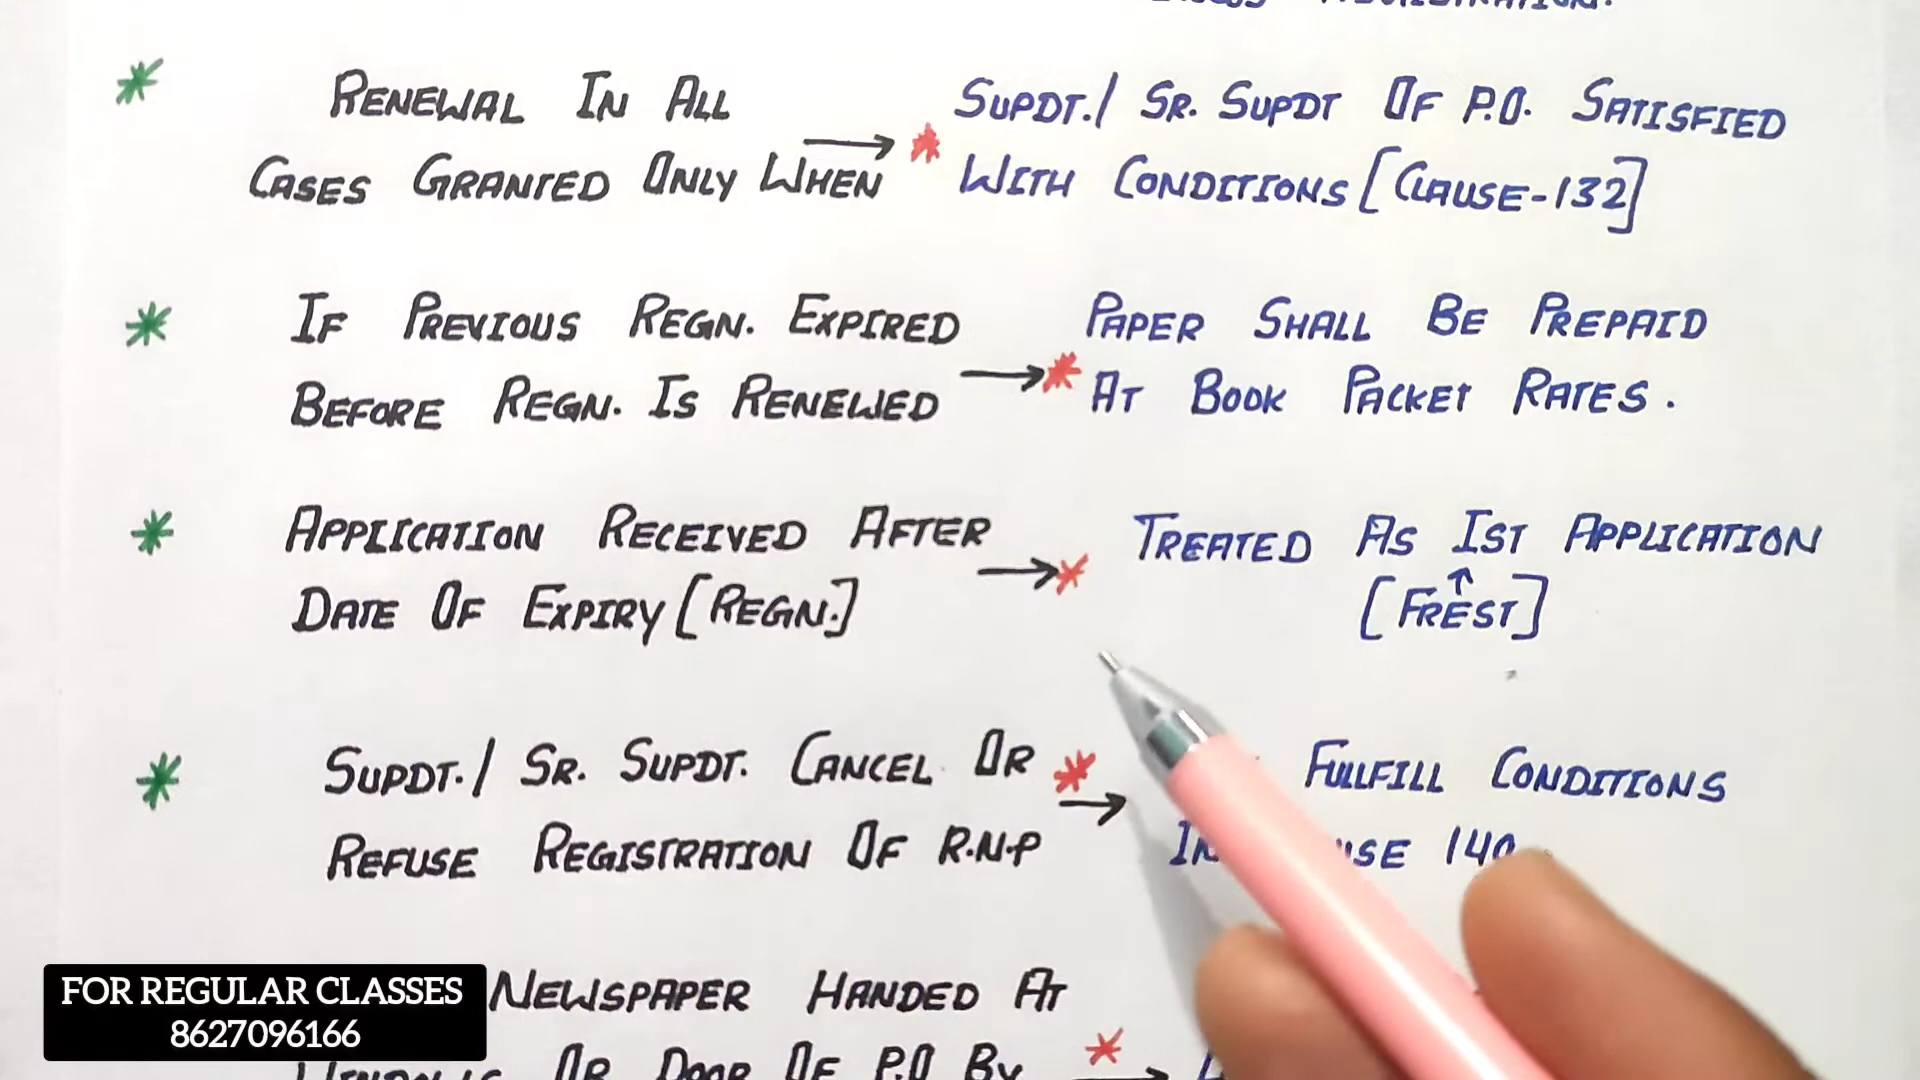 RENEWAL IN ALL
CASES GRANTED ONLY WHEN → SUPDT./ SR. SUPDT OF P.O. SATISFIED
WITH CONDITIONS [CLAUSE-132]
IF PREVIOUS REGN. EXPIRED
BEFORE REGN. IS RENEWED → PAPER SHALL BE PREPAID
AT BOOK PACKET RATES.
APPLICATION RECEIVED AFTER
DATE OF EXPIRY [REGN.] → TREATED AS IST APPLICATION
[FREST]
SUPDT./ SR. SUPDT. CANCEL OR
REFUSE REGISTRATION OF R.N.P → FULLFILL CONDITIONS
140
NEWSPAPER HANDED AT
OR DOOR OF P.O BY →
FOR REGULAR CLASSES
8627096166